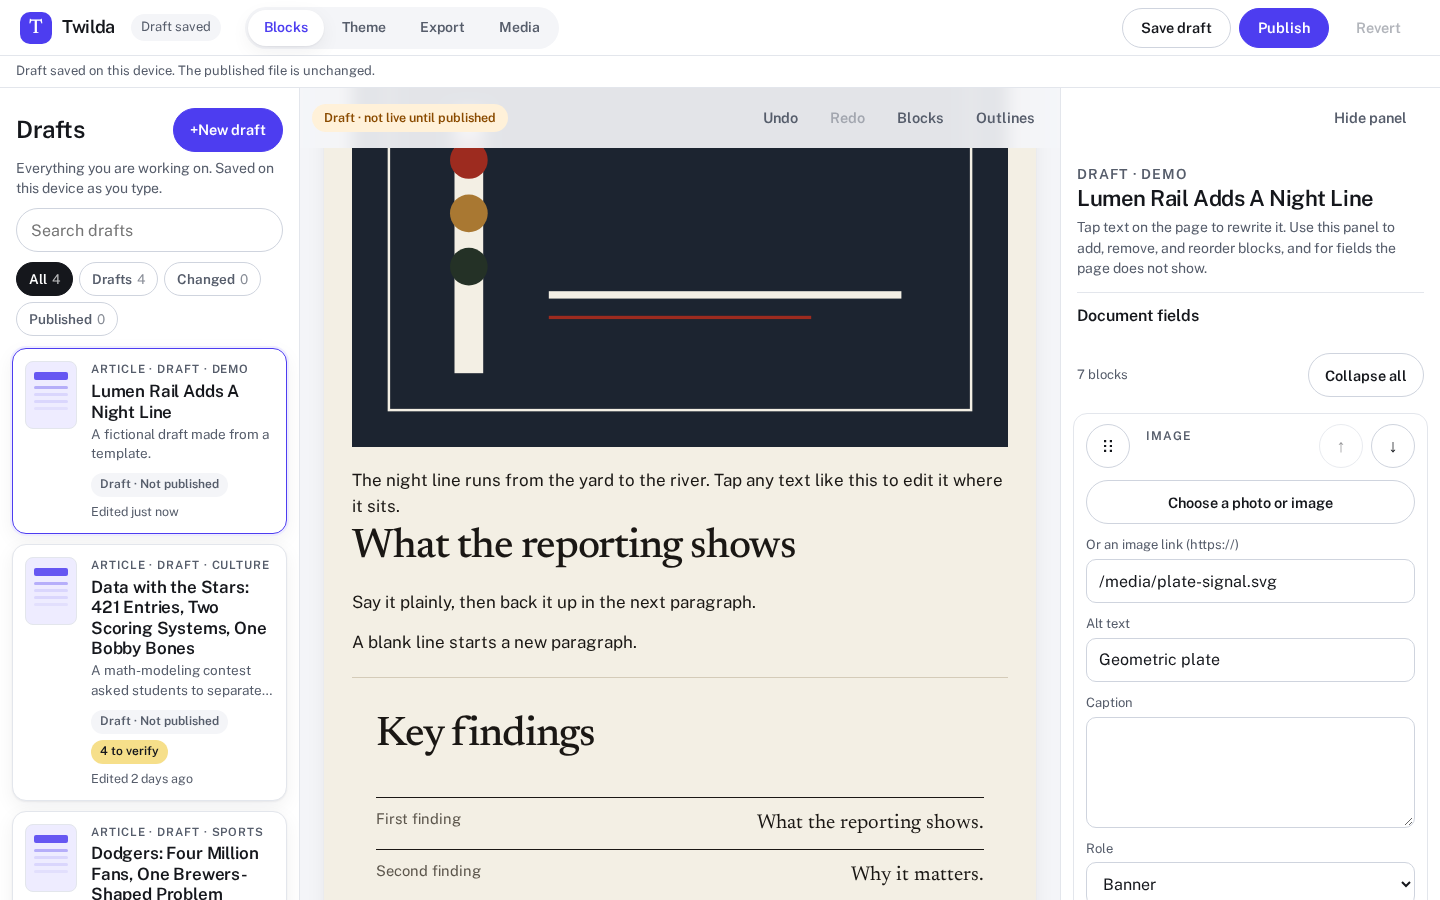 T Twilda Draft saved Blocks Theme Export Media Save draft Publish Revert
Draft saved on this device. The published file is unchanged.
Drafts
+New draft
Everything you are working on. Saved on
this device as you type.
Search drafts
All 4 Drafts 4 Changed 0
Published 0
ARTICLE · DRAFT · DEMO
Lumen Rail Adds A
Night Line
A fictional draft made from a
template.
Draft · Not published
Edited just now
ARTICLE · DRAFT · CULTURE
Data with the Stars:
421 Entries, Two
Scoring Systems, One
Bobby Bones
A math-modeling contest
asked students to separate...
Draft · Not published
4 to verify
Edited 2 days ago
ARTICLE · DRAFT · SPORTS
Dodgers: Four Million
Fans, One Brewers-
Shaped Problem
Draft · not live until published Undo Redo Blocks Outlines
The night line runs from the yard to the river. Tap any text like this to edit it where
it sits.
What the reporting shows
Say it plainly, then back it up in the next paragraph.
A blank line starts a new paragraph.
Key findings
First finding What the reporting shows.
Second finding Why it matters.
Hide panel
DRAFT · DEMO
Lumen Rail Adds A Night Line
Tap text on the page to rewrite it. Use this panel to
add, remove, and reorder blocks, and for fields the
page does not show.
Document fields
7 blocks Collapse all
IMAGE ↑ ↓
Choose a photo or image
Or an image link (https://)
/media/plate-signal.svg
Alt text
Geometric plate
Caption
Role
Banner